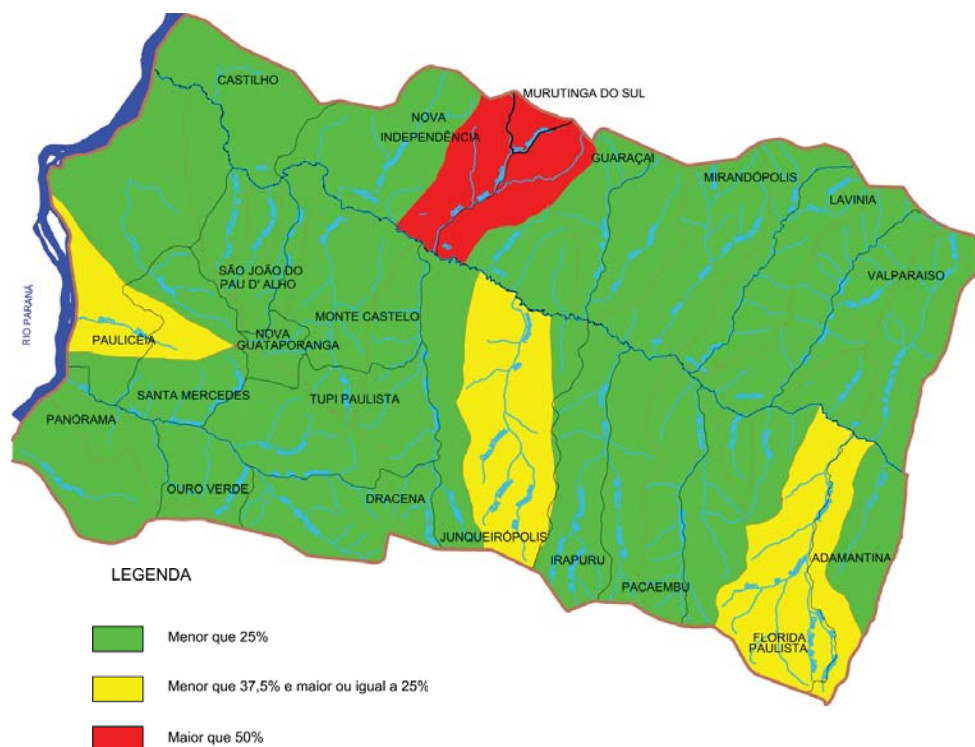 CASTILHO
MURUTINGA DO SUL
NOVA
INDEPENDÊNCIA
GUARAÇAI
MIRANDÓPOLIS
LAVINIA
VALPARAISO
SÃO JOÃO DO
PAU D' ALHO
RIO PARANÁ
MONTE CASTELO
PAULICÉIA
NOVA
GUATAPORANGA
SANTA MERCEDES
TUPI PAULISTA
PANORAMA
OURO VERDE
DRACENA
JUNQUEIRÓPOLIS
IRAPURU
PACAEMBU
ADAMANTINA
FLORIDA
PAULISTA
LEGENDA
Menor que 25%
Menor que 37,5% e maior ou igual a 25%
Maior que 50%